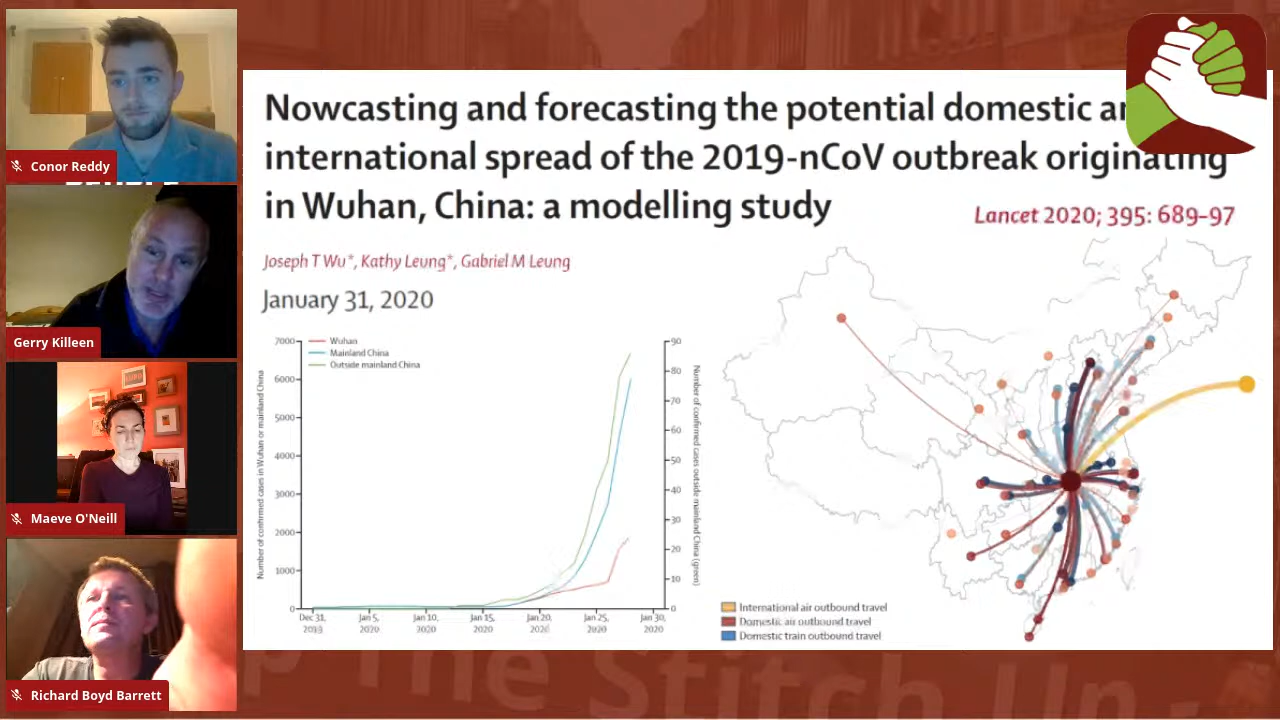 Conor Reddy
Gerry Killeen
Maeve O'Neill
Richard Boyd Barrett
Nowcasting and forecasting the potential domestic
international spread of the 2019-nCoV outbreak originating
in Wuhan, China: a modelling study
Lancet 2020; 395: 689–97
Joseph T Wu*, Kathy Leung*, Gabriel M Leung
January 31, 2020
Wuhan
Mainland China
Outside mainland China
Number of confirmed cases in Wuhan or mainland China
7000
6000
5000
4000
3000
2000
1000
0
Dec 31, Jan 5, Jan 10, Jan 15, Jan 20, Jan 25, Jan 30,
2019 2020 2020 2020 2020 2020 2020
90
80
70
60
50
40
30
20
10
0
Number of confirmed cases outside mainland China (green)
International air outbound travel
Domestic air outbound travel
Domestic train outbound travel
The Stitch Up